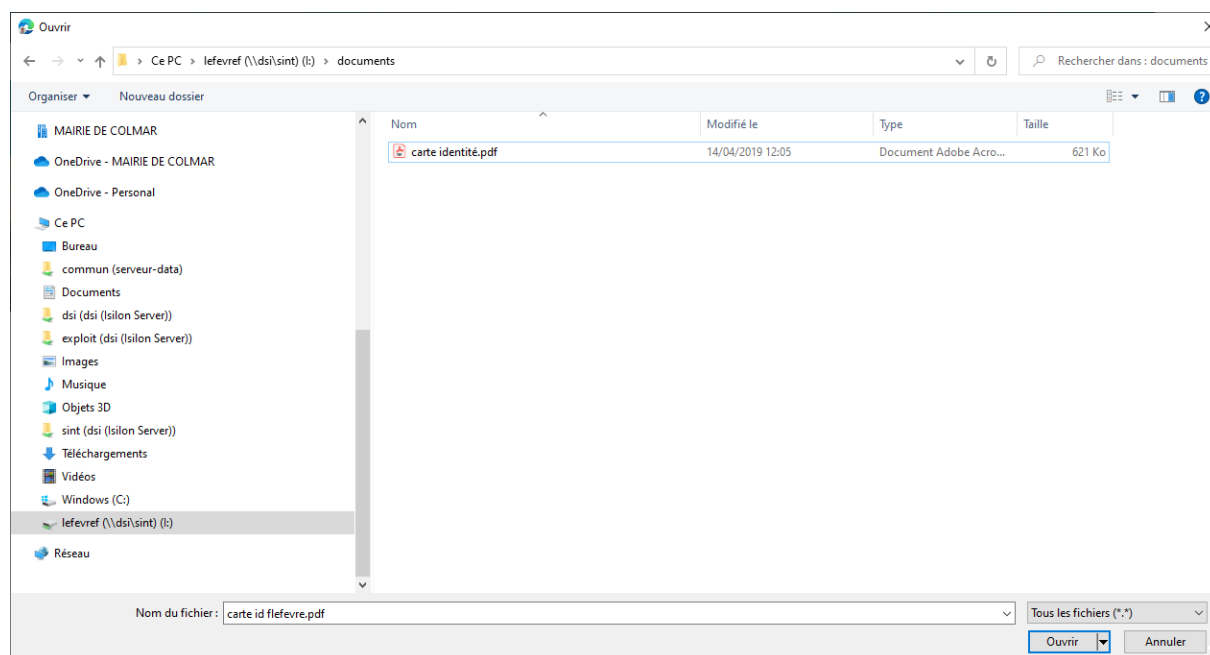 Ouvrir
Ce PC > lefevref (\\dsi\sint) (I:) > documents
Rechercher dans : documents
Organiser
Nouveau dossier
Nom
Modifié le
Type
Taille
carte identité.pdf
14/04/2019 12:05
Document Adobe Acro...
621 Ko
MAIRIE DE COLMAR
OneDrive - MAIRIE DE COLMAR
OneDrive - Personal
Ce PC
Bureau
commun (serveur-data)
Documents
dsi (dsi (Isilon Server))
exploit (dsi (Isilon Server))
Images
Musique
Objets 3D
sint (dsi (Isilon Server))
Téléchargements
Vidéos
Windows (C:)
lefevref (\\dsi\sint) (I:)
Réseau
Nom du fichier : carte id flefevre.pdf
Tous les fichiers (*.*)
Ouvrir
Annuler